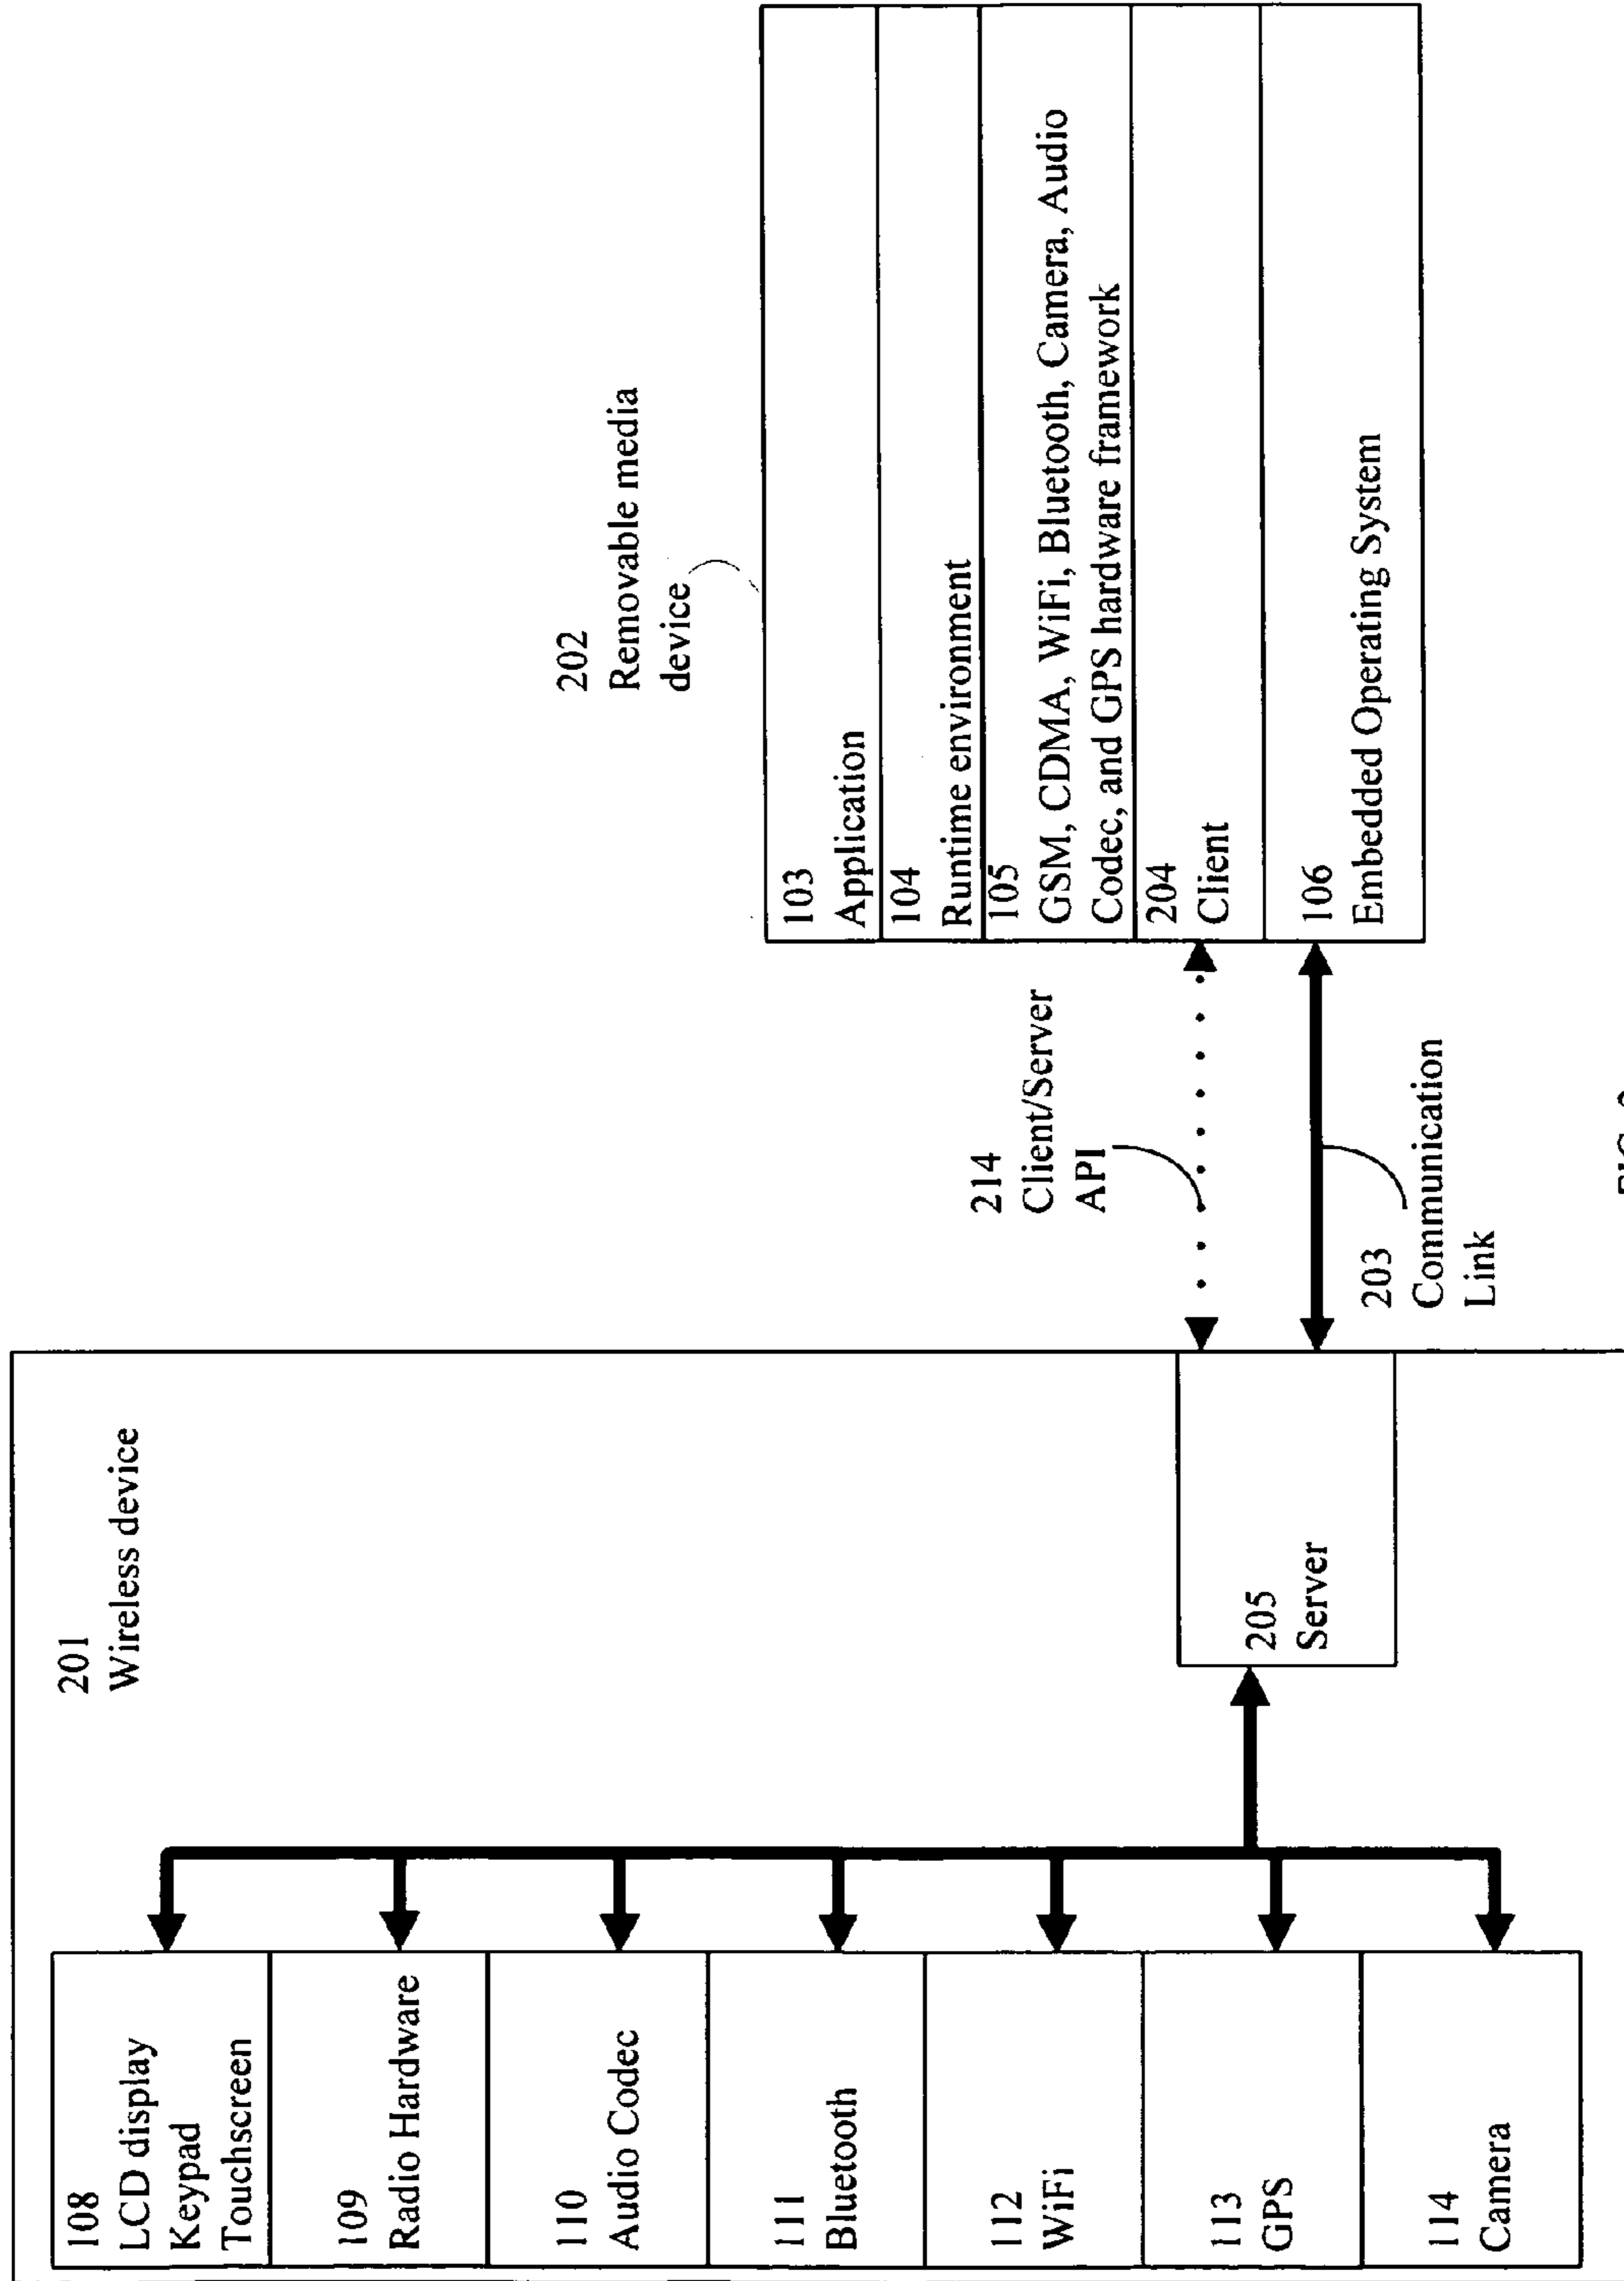 201
Wireless device
108
LCD display
Keypad
Touchscreen
109
Radio Hardware
110
Audio Codec
111
Bluetooth
112
WiFi
113
GPS
114
Camera
205
Server
214
Client/Server
API
203
Communication
Link
202
Removable media
device
103
Application
104
Runtime environment
105
GSM, CDMA, WiFi, Bluetooth, Camera, Audio
Codec, and GPS hardware framework
204
Client
106
Embedded Operating System